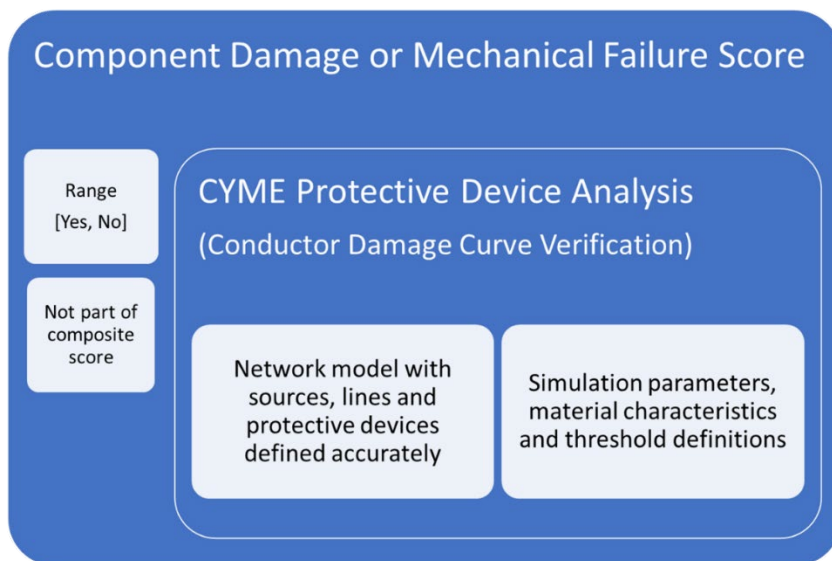 Component Damage or Mechanical Failure Score
Range
[Yes, No]
Not part of
composite
score
CYME Protective Device Analysis
(Conductor Damage Curve Verification)
Network model with
sources, lines and
protective devices
defined accurately
Simulation parameters,
material characteristics
and threshold definitions